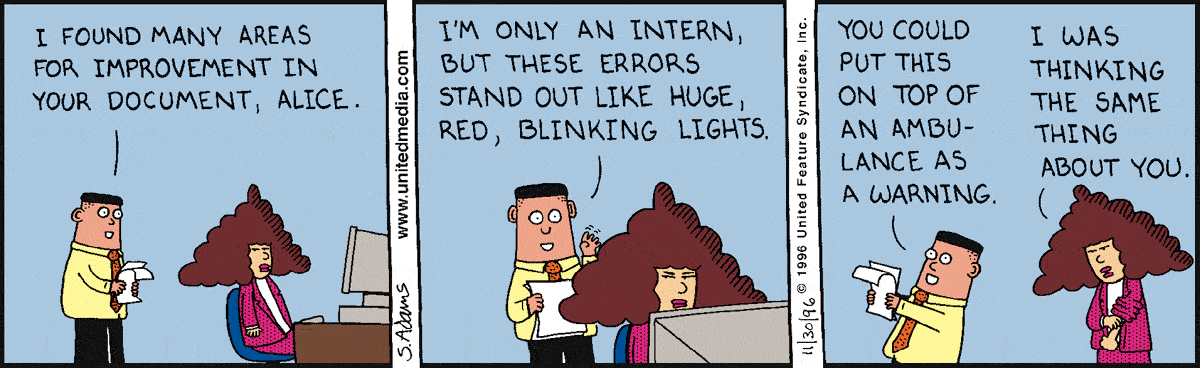 I FOUND MANY AREAS
FOR IMPROVEMENT IN
YOUR DOCUMENT, ALICE.
www.unitedmedia.com
S. Adams
I'M ONLY AN INTERN,
BUT THESE ERRORS
STAND OUT LIKE HUGE,
RED, BLINKING LIGHTS.
11/30/96 © 1996 United Feature Syndicate, Inc.
YOU COULD
PUT THIS
ON TOP OF
AN AMBU-
LANCE AS
A WARNING.
I WAS
THINKING
THE SAME
THING
ABOUT YOU.